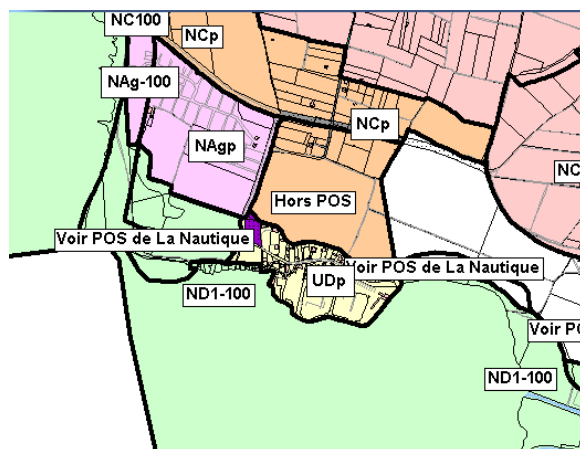 NC100
NCp
NAg-100
NCp
NAgp
NC
Hors POS
Voir POS de La Nautique
UDp
Voir POS de La Nautique
ND1-100
Voir PO
ND1-100